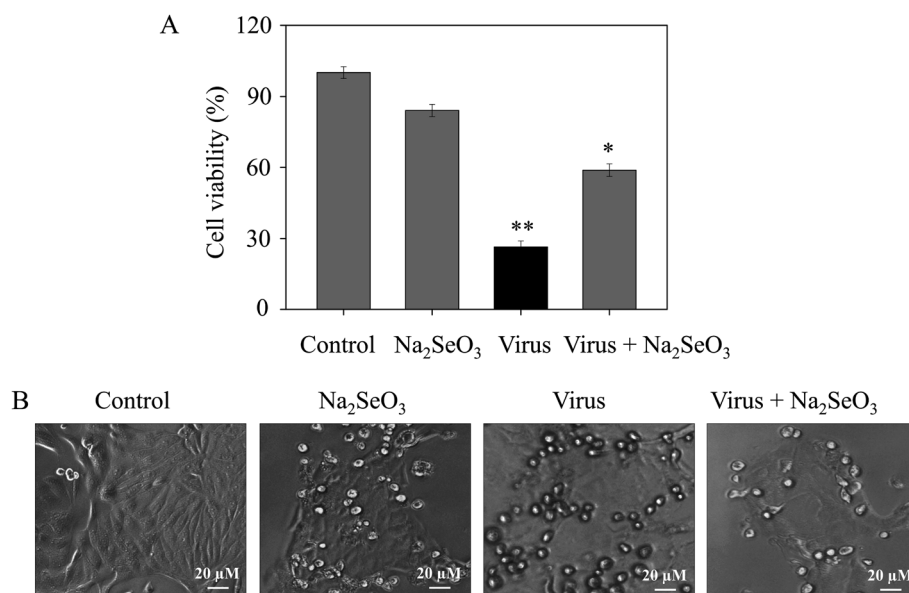 A
Cell viability (%)
120
90
60
30
0
**
*
Control Na₂SeO₃ Virus Virus + Na₂SeO₃
B
Control Na₂SeO₃ Virus Virus + Na₂SeO₃
20 µM 20 µM 20 µM 20 µM